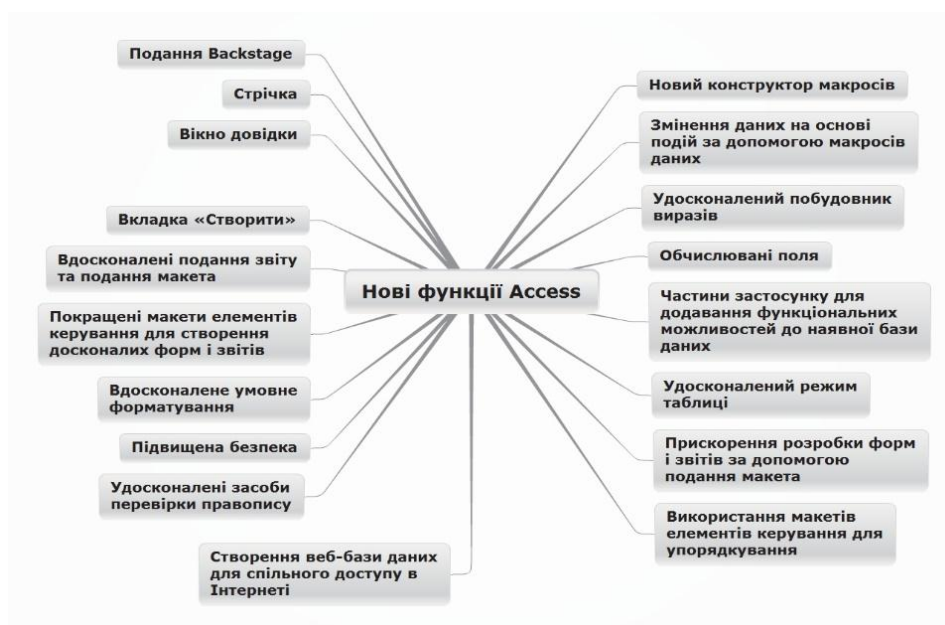 Подання Backstage
Стрічка
Вікно довідки
Вкладка «Створити»
Вдосконалені подання звіту
та подання макета
Покращені макети елементів
керування для створення
досконалих форм і звітів
Вдосконалене умовне
форматування
Підвищена безпека
Удосконалені засоби
перевірки правопису
Створення веб-бази даних
для спільного доступу в
Інтернеті
Нові функції Access
Новий конструктор макросів
Змінення даних на основі
подій за допомогою макросів
даних
Удосконалений побудовник
виразів
Обчислювані поля
Частини застосунку для
додавання функціональних
можливостей до наявної бази
даних
Удосконалений режим
таблиці
Прискорення розробки форм
і звітів за допомогою
подання макета
Використання макетів
елементів керування для
упорядкування